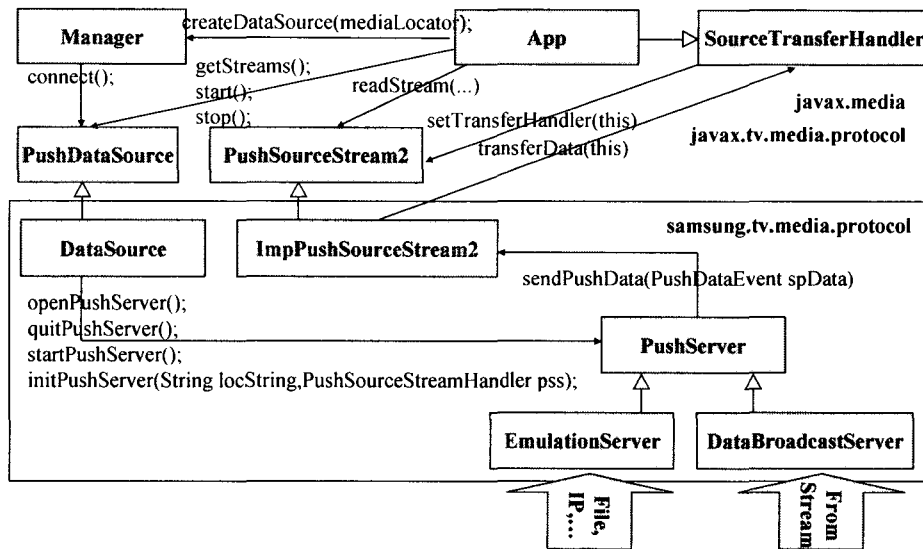 createDataSource(mediaLocator);
Manager
App
SourceTransferHandler
connect();
getStreams();
start();
stop();
readStream(...)
javax.media
javax.tv.media.protocol
setTransferHandler(this)
transferData(this)
PushDataSource
PushSourceStream2
samsung.tv.media.protocol
DataSource
ImpPushSourceStream2
sendPushData(PushDataEvent spData)
openPushServer();
quitPushServer();
startPushServer();
initPushServer(String locString,PushSourceStreamHandler pss);
PushServer
EmulationServer
DataBroadcastServer
File,
IP,...
From
Stream